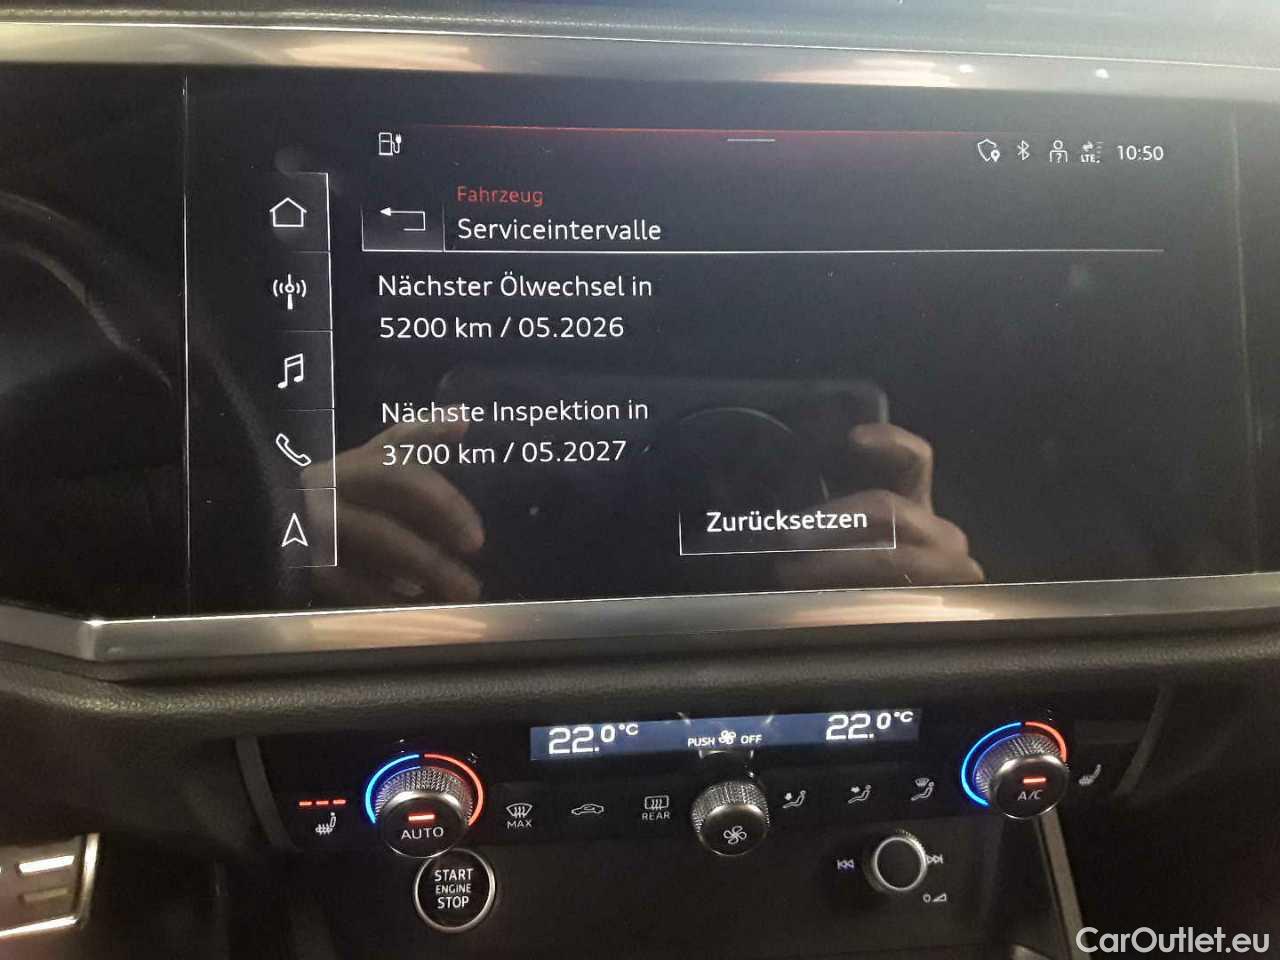 LTE
10:50
Fahrzeug
Serviceintervalle
Nächster Ölwechsel in
5200 km / 05.2026
Nächste Inspektion in
3700 km / 05.2027
Zurücksetzen
22.0°C
PUSH OFF
22.0°C
AUTO
MAX
REAR
A/C
START
ENGINE
STOP
CarOutlet.eu